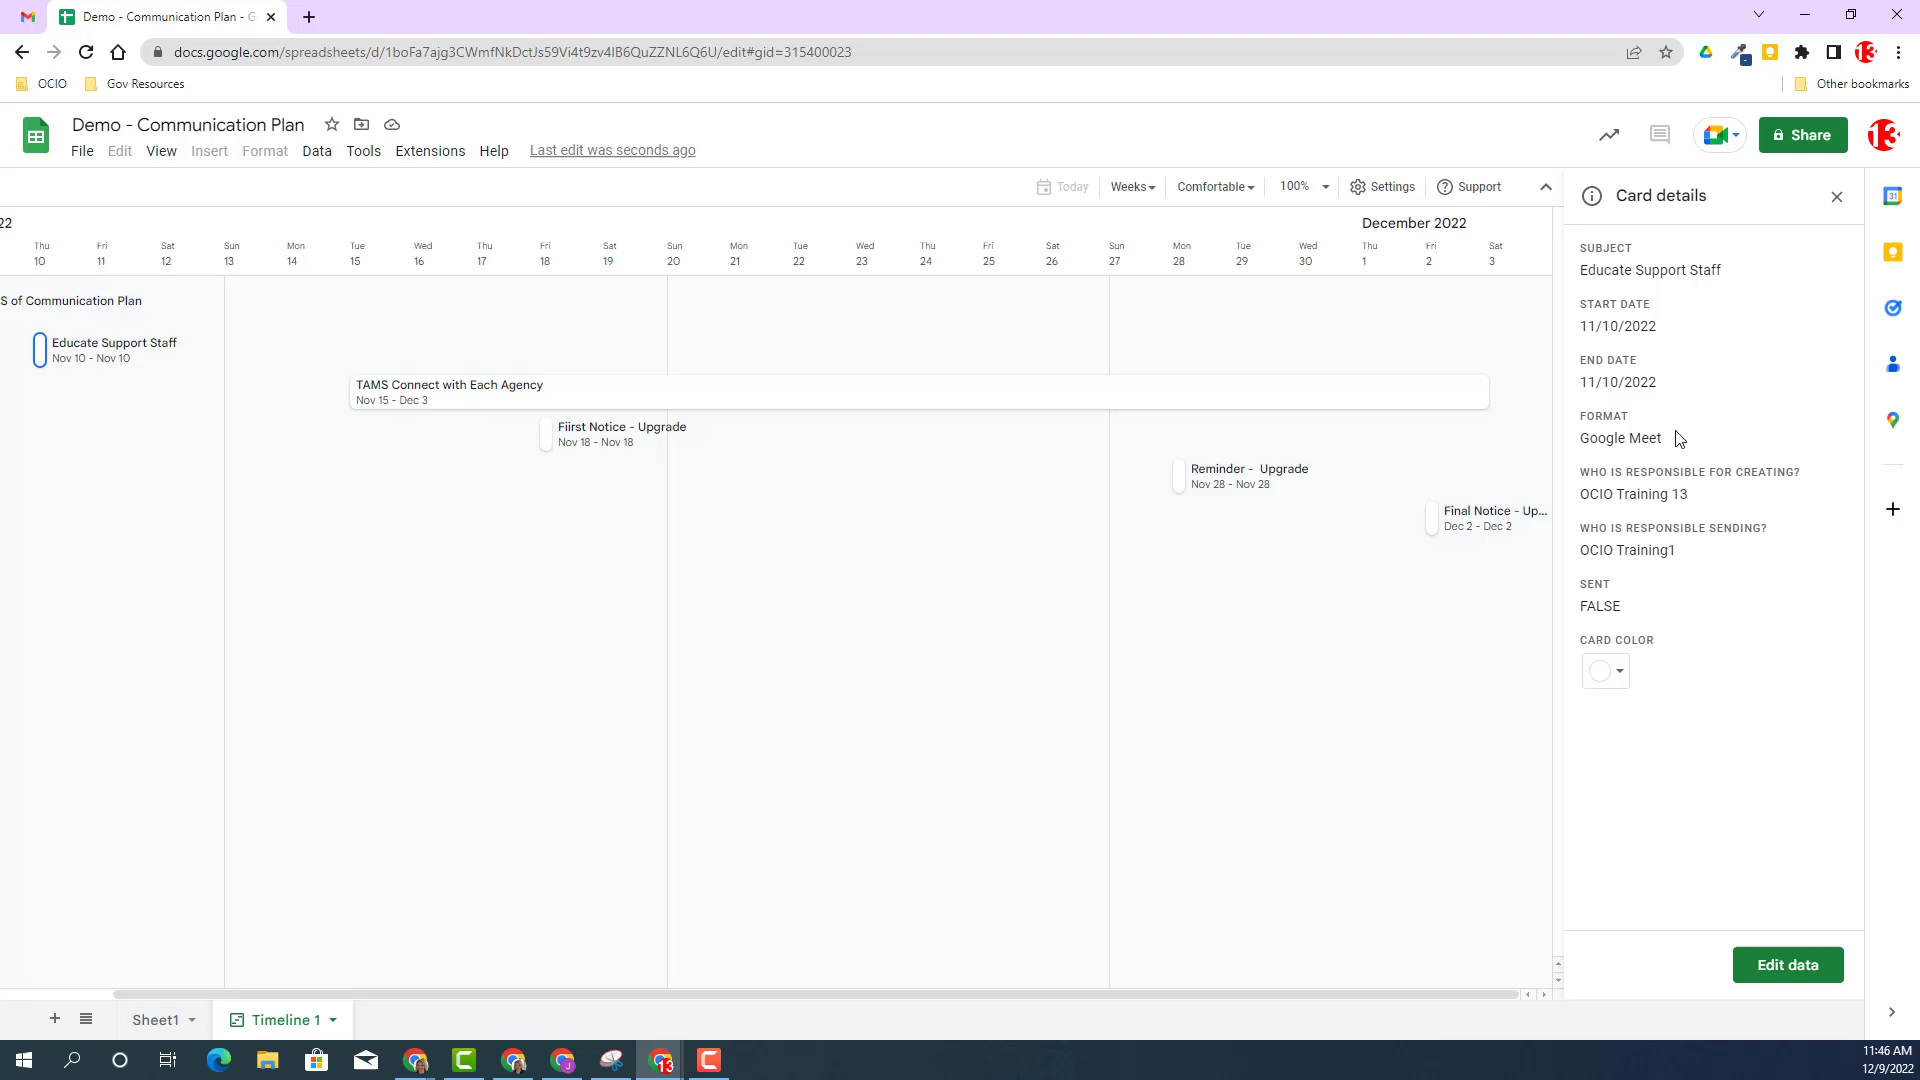 Demo - Communication Plan - G
docs.google.com/spreadsheets/d/1boFa7ajg3CWmfNkDctJs59Vi4t9zv4IB6QuZZNL6Q6U/edit#gid=315400023
OCIO
Gov Resources
Other bookmarks
Demo - Communication Plan
File
Edit
View
Insert
Format
Data
Tools
Extensions
Help
Last edit was seconds ago
Share
13
Today
Weeks
Comfortable
100%
Settings
Support
22
December 2022
Thu Fri Sat Sun Mon Tue Wed Thu Fri Sat Sun Mon Tue Wed Thu Fri Sat Sun Mon Tue Wed Thu Fri Sat
10 11 12 13 14 15 16 17 18 19 20 21 22 23 24 25 26 27 28 29 30 1 2 3
S of Communication Plan
Educate Support Staff
Nov 10 - Nov 10
TAMS Connect with Each Agency
Nov 15 - Dec 3
Fiirst Notice - Upgrade
Nov 18 - Nov 18
Reminder - Upgrade
Nov 28 - Nov 28
Final Notice - Up...
Dec 2 - Dec 2
Card details
SUBJECT
Educate Support Staff
START DATE
11/10/2022
END DATE
11/10/2022
FORMAT
Google Meet
WHO IS RESPONSIBLE FOR CREATING?
OCIO Training 13
WHO IS RESPONSIBLE SENDING?
OCIO Training1
SENT
FALSE
CARD COLOR
Edit data
31
Sheet1
Timeline 1
13
11:46 AM
12/9/2022